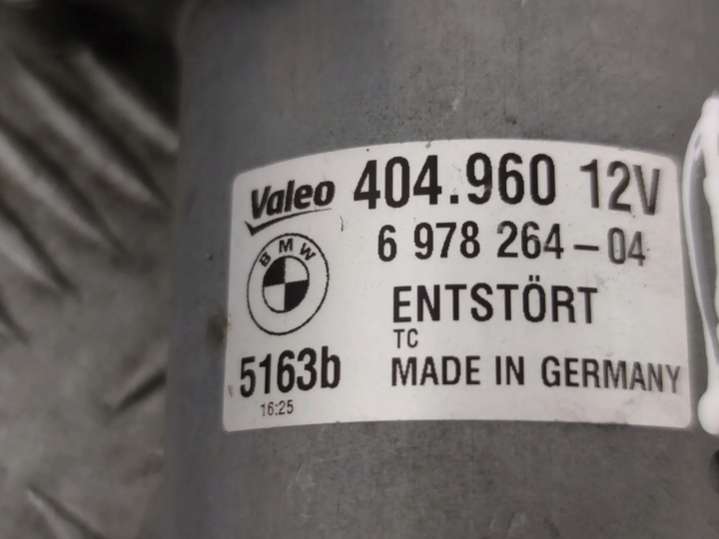 Valeo 404.960 12V
6 978 264-04
BMW
ENTSTÖRT
TC
5163b MADE IN GERMANY
16:25